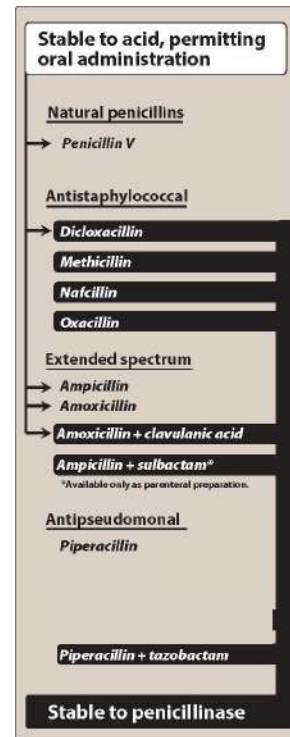 Stable to acid, permitting
oral administration
Natural penicillins
Penicillin V
Antistaphylococcal
Dicloxacillin
Methicillin
Nafcillin
Oxacillin
Extended spectrum
Ampicillin
Amoxicillin
Amoxicillin + clavulanic acid
Ampicillin + sulbactam*
*Available only as parenteral preparation.
Antipseudomonal
Piperacillin
Piperacillin + tazobactam
Stable to penicillinase